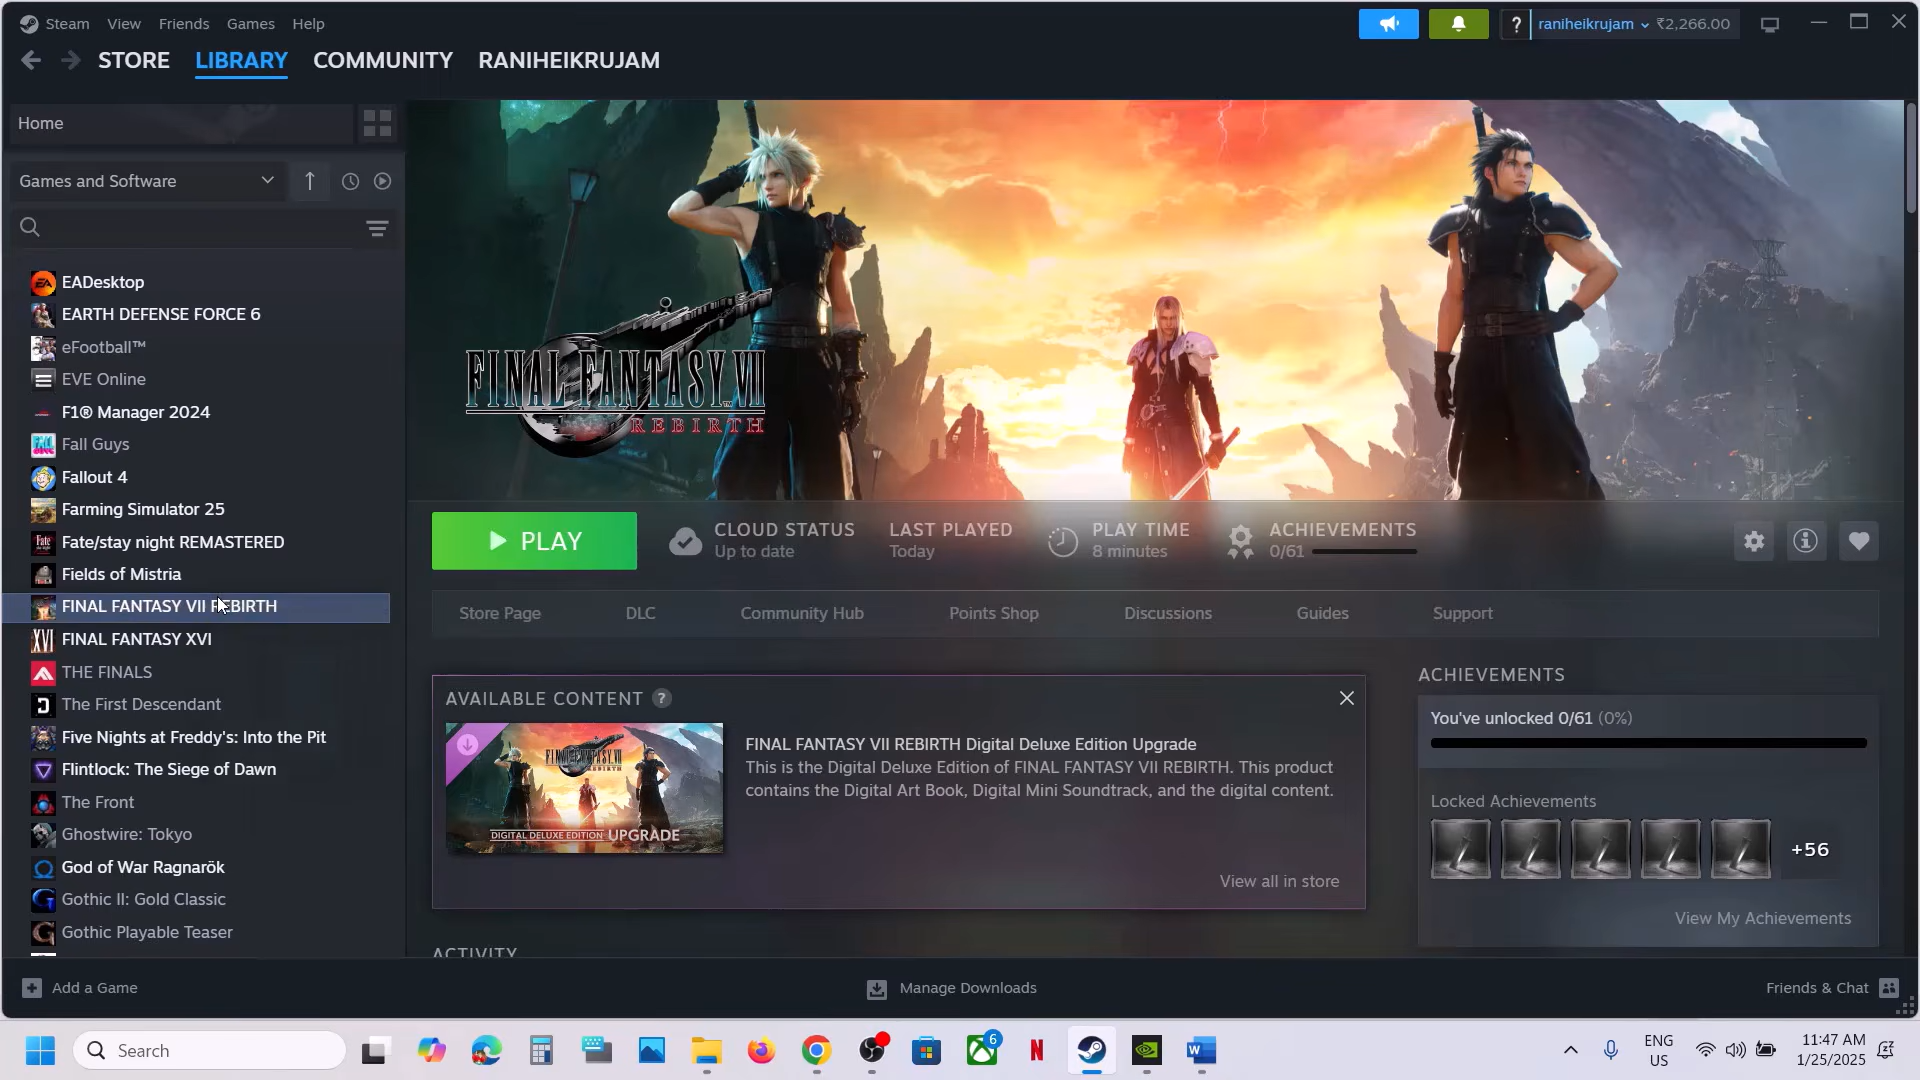 Steam View Friends Games Help
? raniheikrujam ₹2,266.00
STORE LIBRARY COMMUNITY RANIHEIKRUJAM
Home
Games and Software
EADesktop
EARTH DEFENSE FORCE 6
eFootball™
EVE Online
F1® Manager 2024
Fall Guys
Fallout 4
Farming Simulator 25
Fate/stay night REMASTERED
Fields of Mistria
FINAL FANTASY VII REBIRTH
FINAL FANTASY XVI
THE FINALS
The First Descendant
Five Nights at Freddy's: Into the Pit
Flintlock: The Siege of Dawn
The Front
Ghostwire: Tokyo
God of War Ragnarök
Gothic II: Gold Classic
Gothic Playable Teaser
FINAL FANTASY VII
REBIRTH
PLAY
CLOUD STATUS
Up to date
LAST PLAYED
Today
PLAY TIME
8 minutes
ACHIEVEMENTS
0/61
Store Page DLC Community Hub Points Shop Discussions Guides Support
AVAILABLE CONTENT ?
FINAL FANTASY VII
REBIRTH
DIGITAL DELUXE EDITION UPGRADE
FINAL FANTASY VII REBIRTH Digital Deluxe Edition Upgrade
This is the Digital Deluxe Edition of FINAL FANTASY VII REBIRTH. This product
contains the Digital Art Book, Digital Mini Soundtrack, and the digital content.
View all in store
ACTIVITY
ACHIEVEMENTS
You've unlocked 0/61 (0%)
Locked Achievements
+56
View My Achievements
Add a Game
Manage Downloads
Friends & Chat
Search
6
ENG
US
11:47 AM
1/25/2025